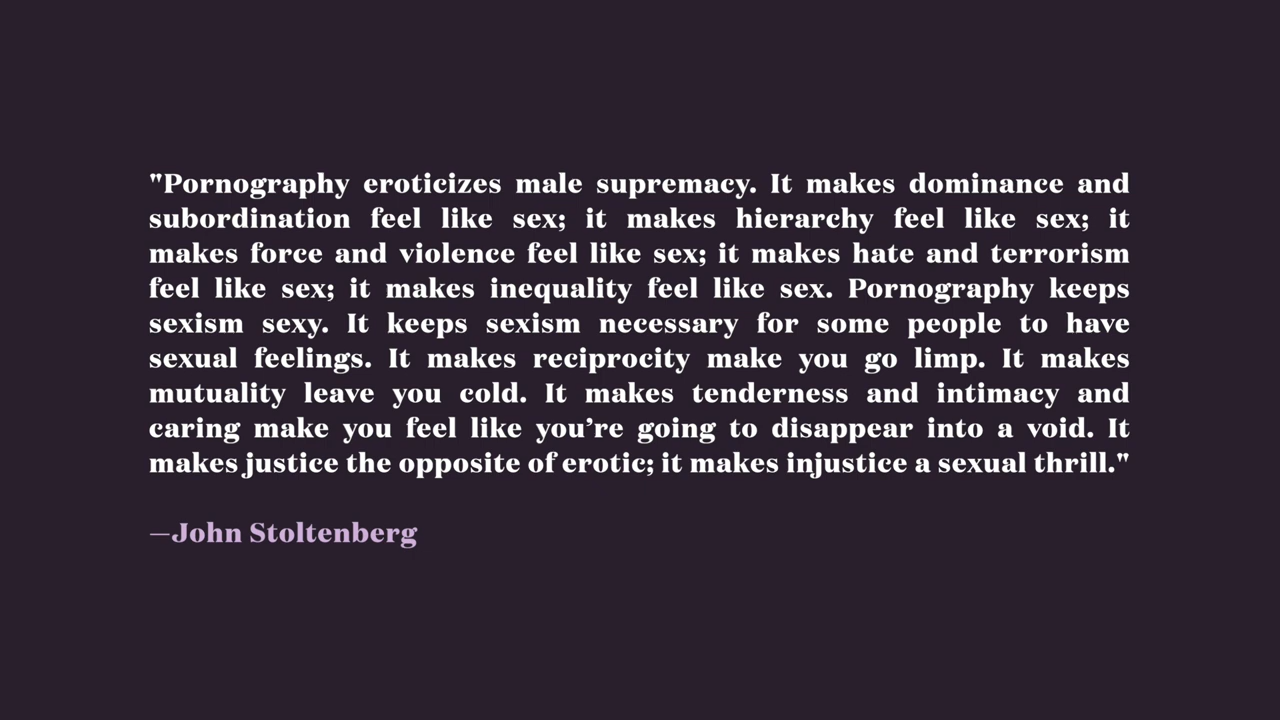 "Pornography eroticizes male supremacy. It makes dominance and
subordination feel like sex; it makes hierarchy feel like sex; it
makes force and violence feel like sex; it makes hate and terrorism
feel like sex; it makes inequality feel like sex. Pornography keeps
sexism sexy. It keeps sexism necessary for some people to have
sexual feelings. It makes reciprocity make you go limp. It makes
mutuality leave you cold. It makes tenderness and intimacy and
caring make you feel like you’re going to disappear into a void. It
makes justice the opposite of erotic; it makes injustice a sexual thrill."
—John Stoltenberg